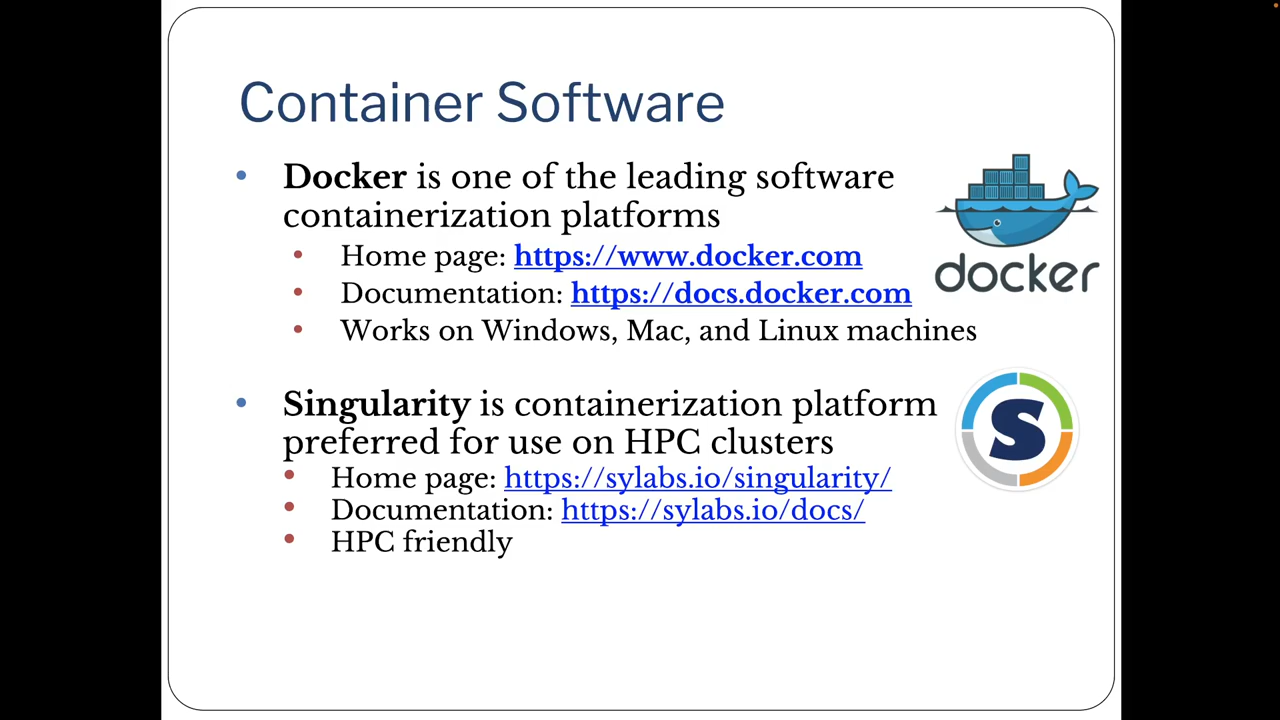 Container Software
• Docker is one of the leading software
containerization platforms
• Home page: https://www.docker.com
• Documentation: https://docs.docker.com
• Works on Windows, Mac, and Linux machines
docker
• Singularity is containerization platform
preferred for use on HPC clusters
• Home page: https://sylabs.io/singularity/
• Documentation: https://sylabs.io/docs/
• HPC friendly
S